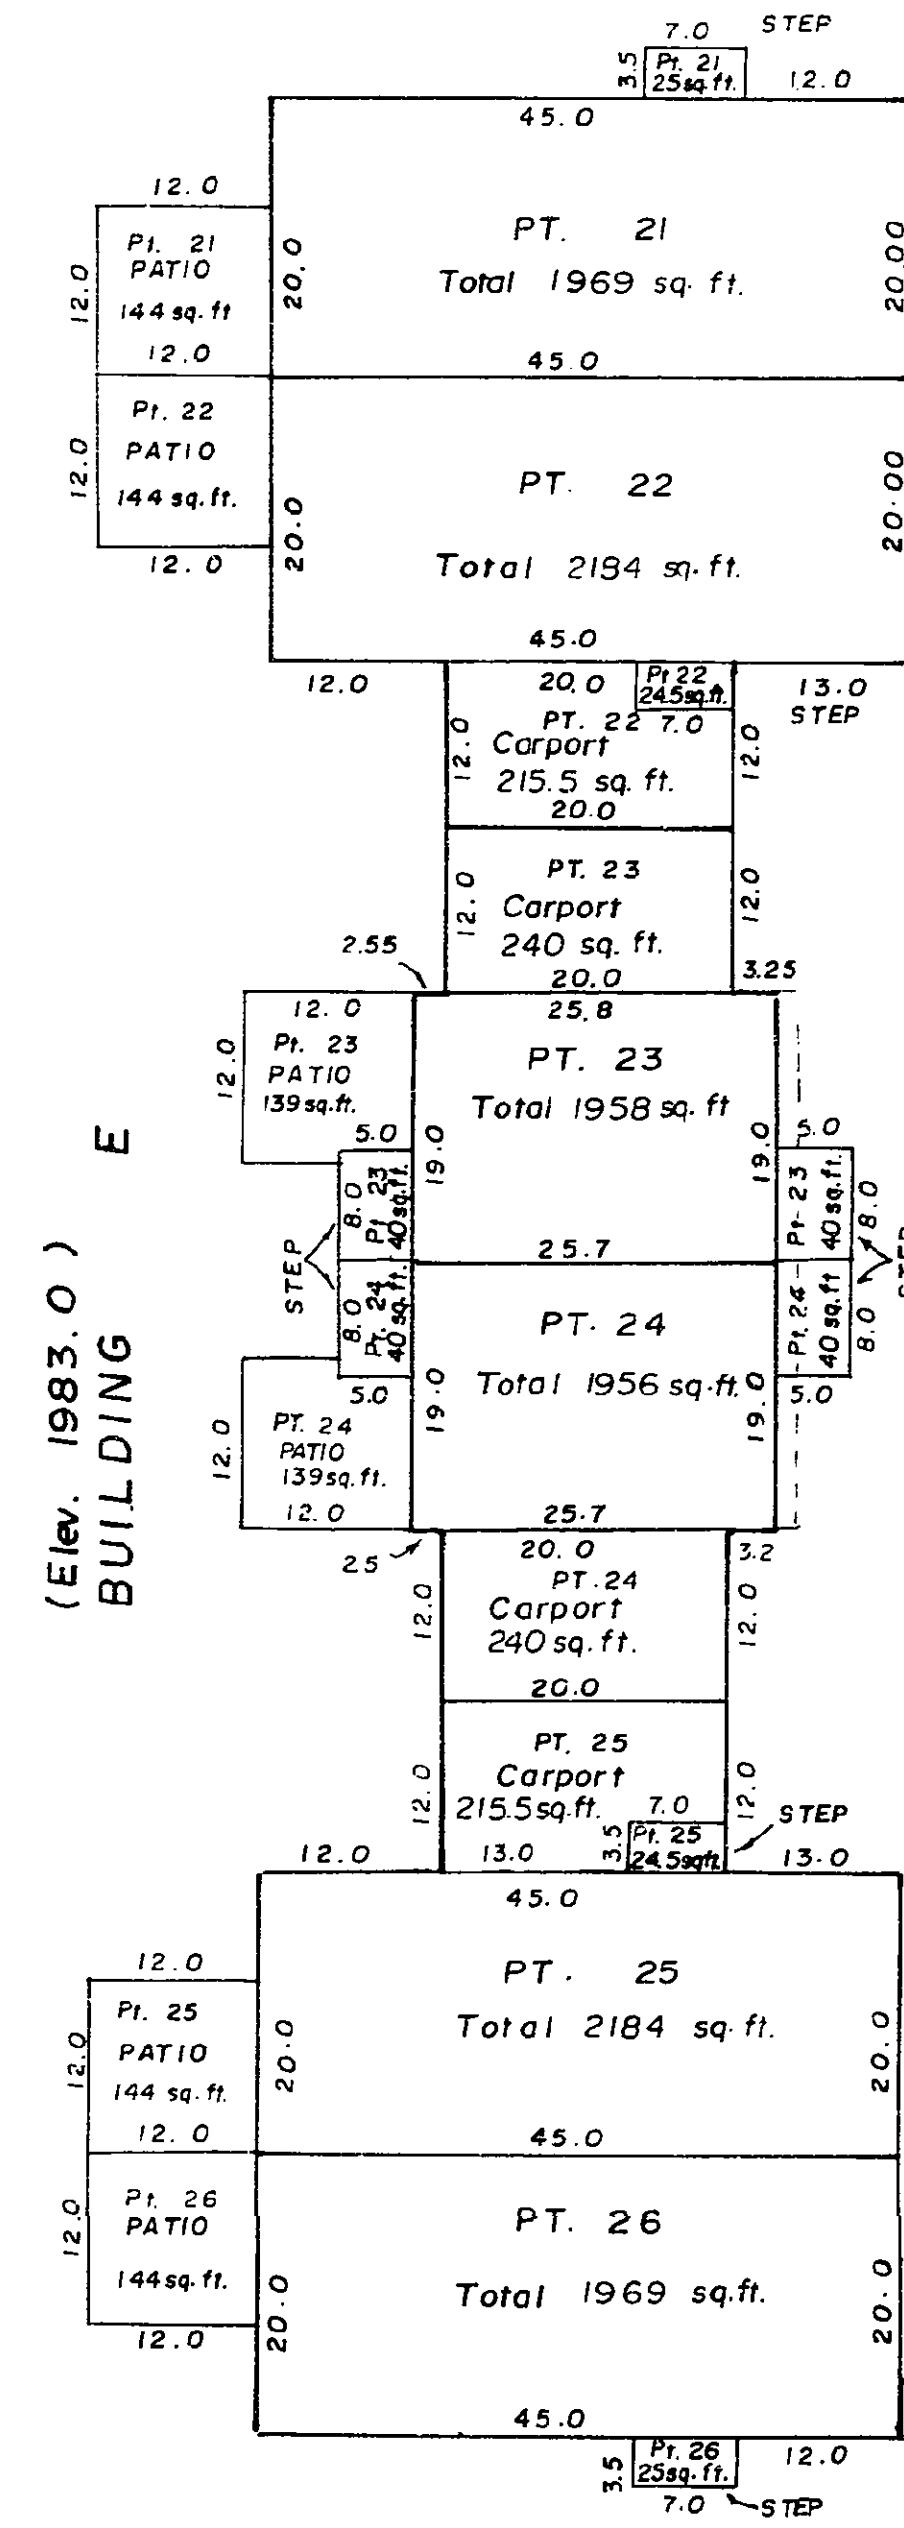 7.0 STEP
3.5 Pt. 21
25 sq. ft. 12.0
45.0
12.0
Pt. 21
PATIO
144 sq. ft
12.0
12.0
20.0
PT. 21
Total 1969 sq. ft.
20.00
45.0
Pt. 22
PATIO
144 sq. ft.
12.0
12.0
20.0
PT. 22
Total 2184 sq. ft.
20.00
45.0
12.0
20.0
Pt 22
24.5 sq. ft.
7.0
13.0
STEP
PT. 22
Carport
215.5 sq. ft.
20.0
12.0
12.0
PT. 23
Carport
240 sq. ft.
20.0
12.0
12.0
2.55
3.25
12.0
Pt. 23
PATIO
139 sq. ft.
12.0
25.8
PT. 23
Total 1958 sq. ft
19.0
19.0
5.0
8.0
Pt 23
40 sq. ft.
5.0
Pt. 23
40 sq. ft.
8.0
25.7
STEP
8.0
Pt. 24
40 sq. ft.
5.0
Pt. 24
40 sq. ft
8.0
5.0
PT. 24
Total 1956 sq. ft.
19.0
19.0
(Elev. 1983.0)
BUILDING E
12.0
PT. 24
PATIO
139 sq. ft.
12.0
25.7
2.5
20.0
3.2
PT. 24
Carport
240 sq. ft.
12.0
12.0
20.0
PT. 25
Carport
215.5 sq. ft.
12.0
12.0
7.0
3.5
Pt. 25
24.5 sq ft.
STEP
12.0
13.0
13.0
45.0
12.0
Pt. 25
PATIO
144 sq. ft.
12.0
12.0
20.0
PT. 25
Total 2184 sq. ft.
20.0
45.0
Pt. 26
PATIO
144 sq. ft.
12.0
12.0
20.0
PT. 26
Total 1969 sq. ft.
20.0
45.0
3.5
Pt. 26
25 sq. ft.
12.0
7.0
STEP